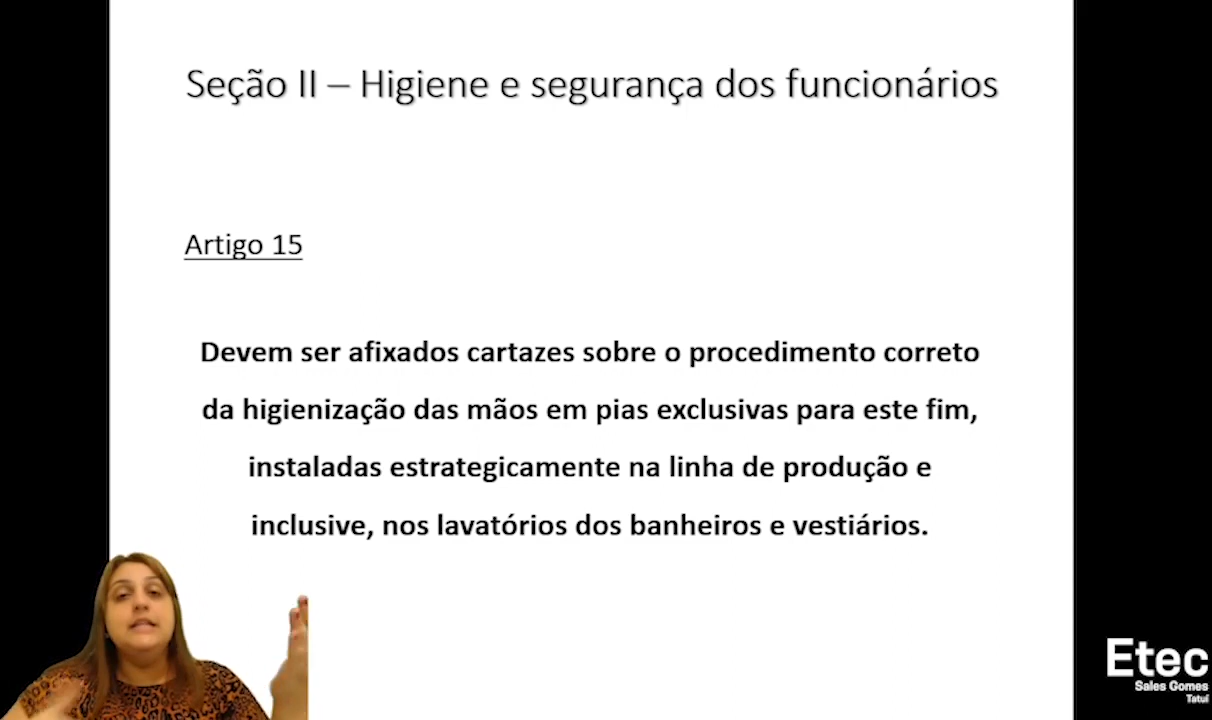 Seção II – Higiene e segurança dos funcionários
Artigo 15
Devem ser afixados cartazes sobre o procedimento correto
da higienização das mãos em pias exclusivas para este fim,
instaladas estrategicamente na linha de produção e
inclusive, nos lavatórios dos banheiros e vestiários.
Etec
Sales Gomes
Tatuí